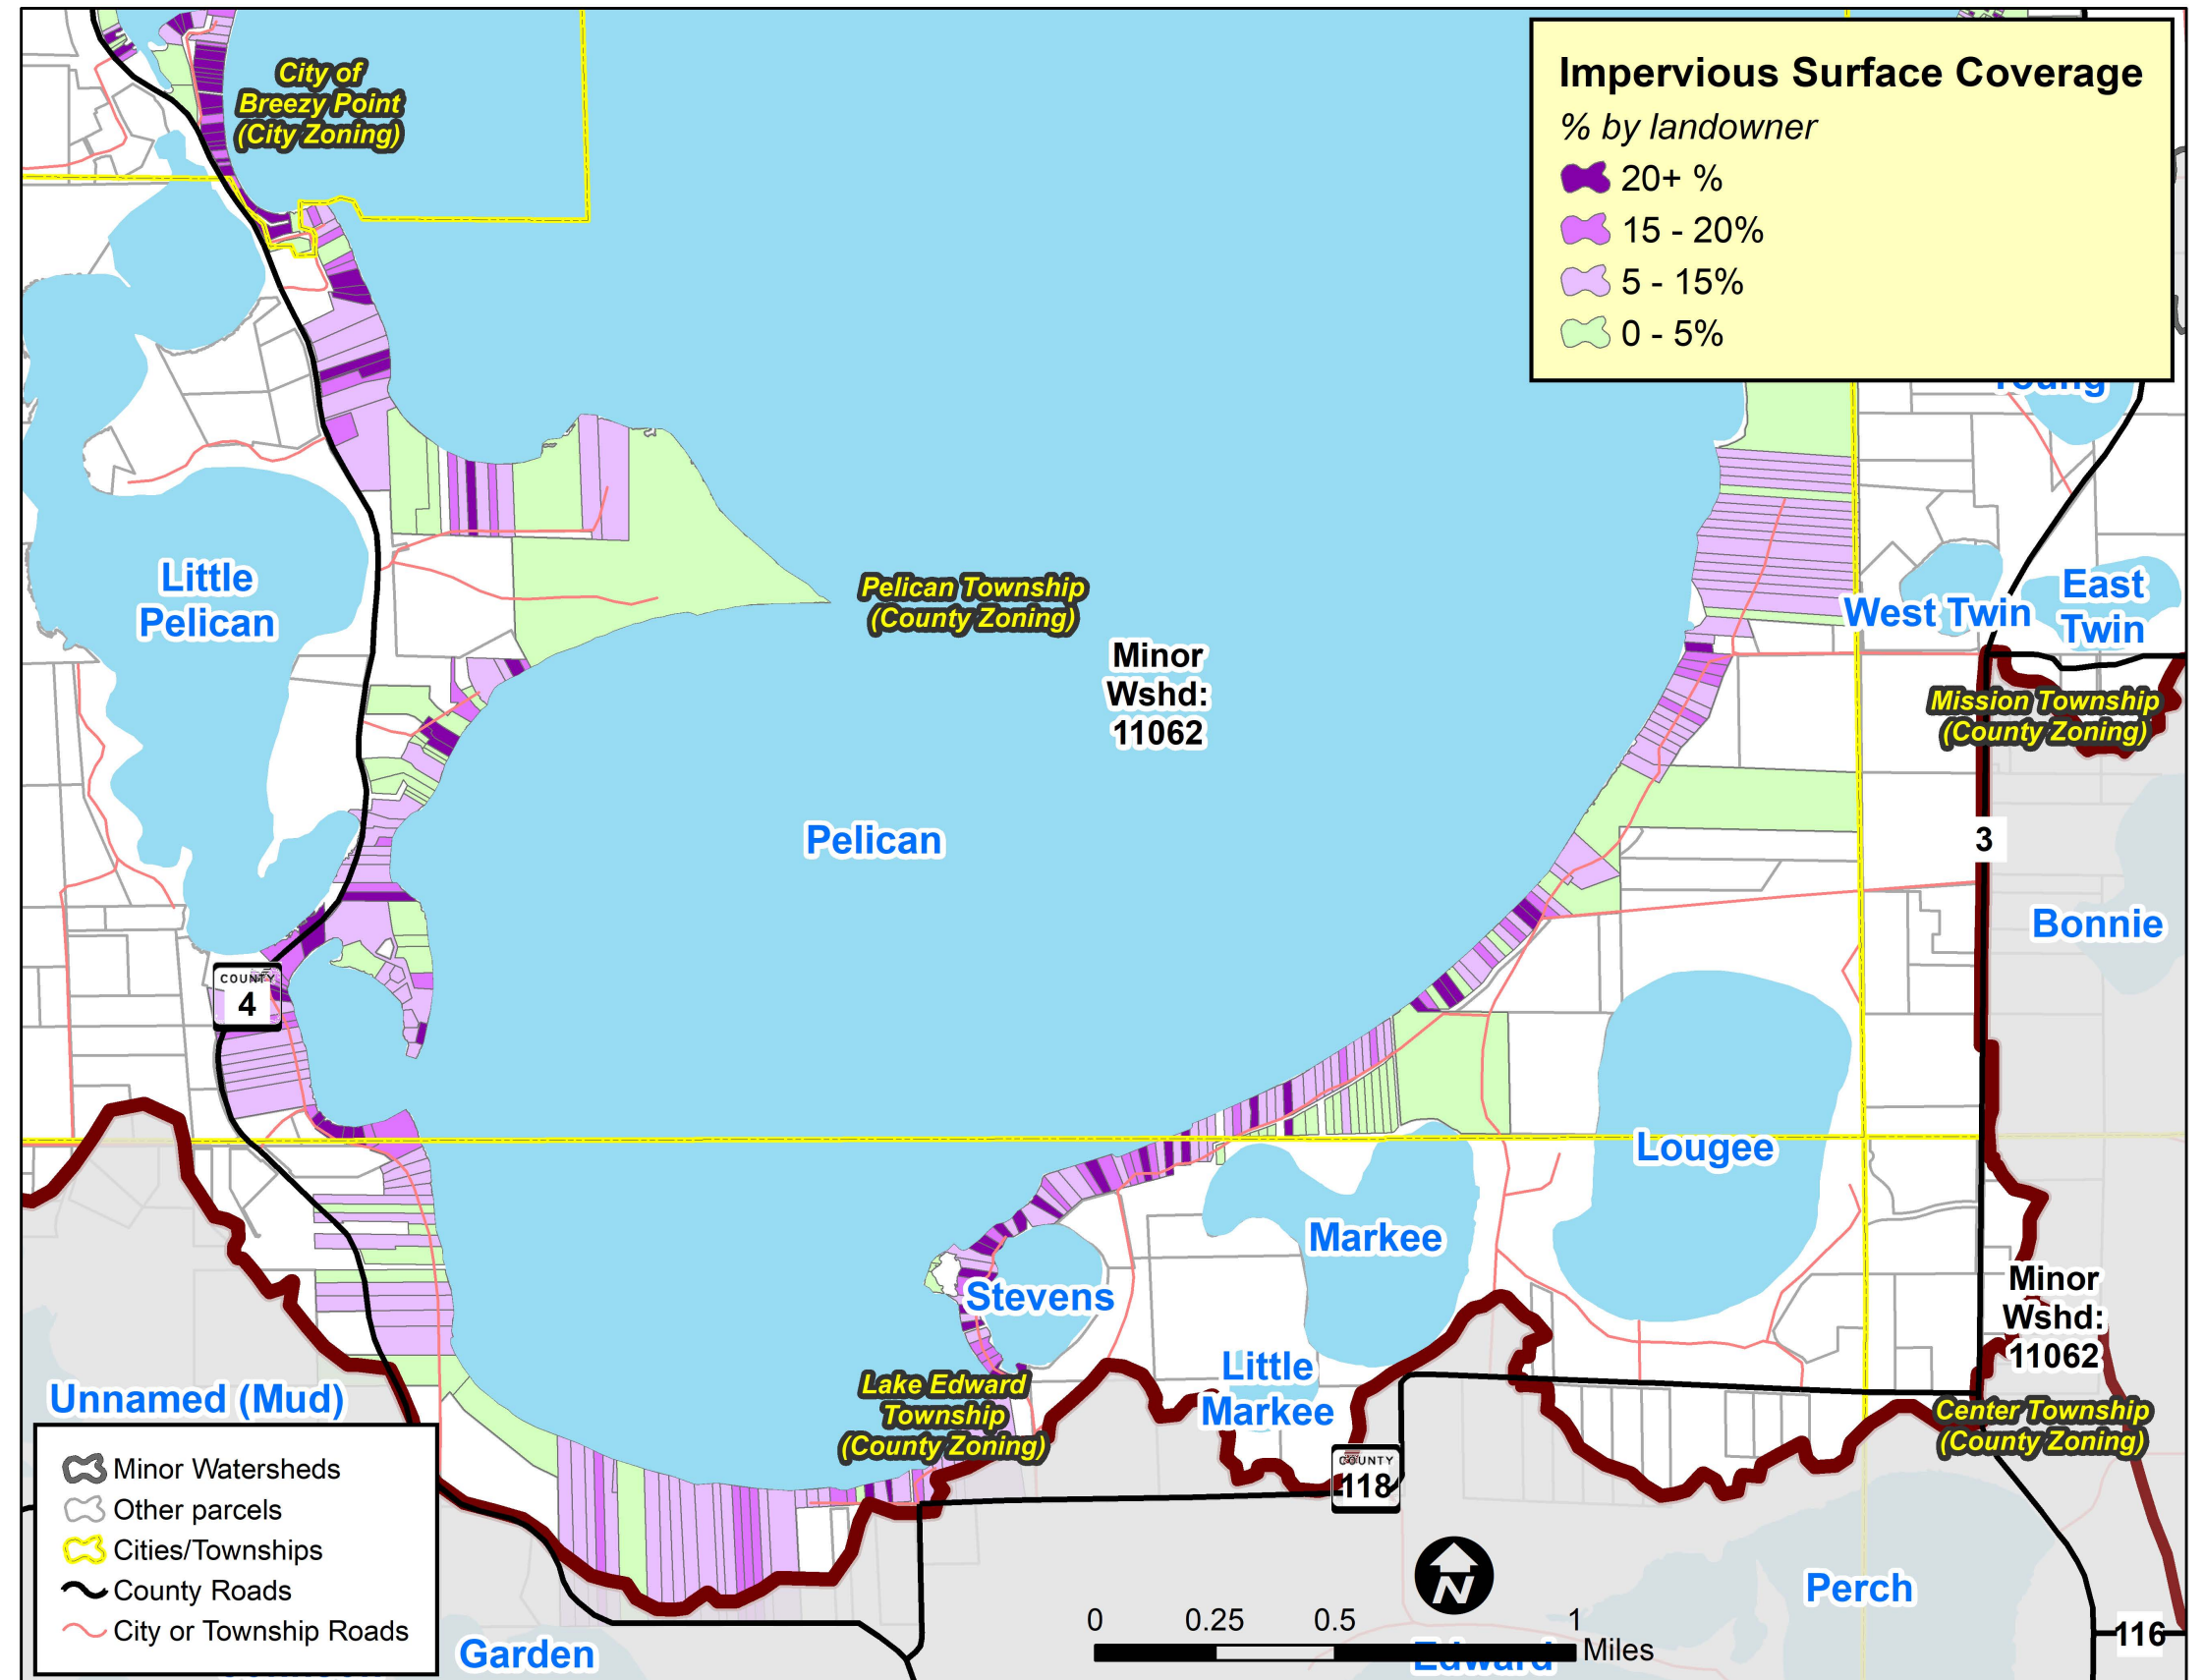 City of
Breezy Point
(City Zoning)
Impervious Surface Coverage
% by landowner
20+ %
15 - 20%
5 - 15%
0 - 5%
Young
Little
Pelican
Pelican Township
(County Zoning)
West Twin
East
Twin
Minor
Wshd:
11062
Mission Township
(County Zoning)
Pelican
3
Bonnie
COUNTY
4
Lougee
Markee
Stevens
Minor
Wshd:
11062
Little
Markee
Lake Edward
Township
(County Zoning)
Unnamed (Mud)
Center Township
(County Zoning)
Minor Watersheds
Other parcels
Cities/Townships
County Roads
City or Township Roads
COUNTY
118
Perch
N
0 0.25 0.5 1
Miles
Garden
Edward
116